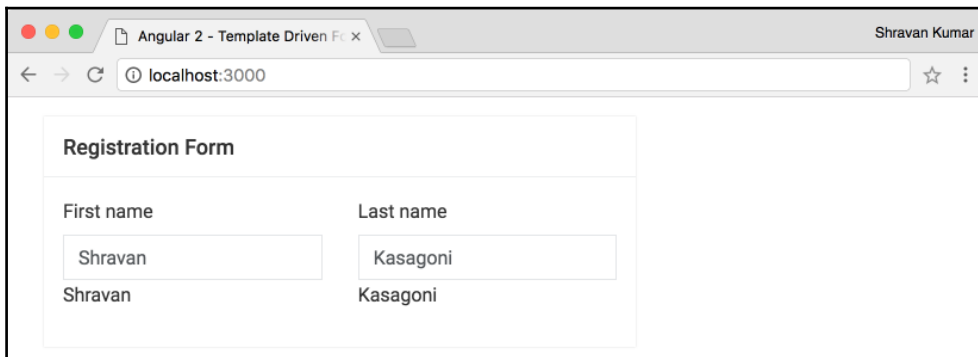 Angular 2 - Template Driven Fo
Shravan Kumar
localhost:3000
Registration Form
First name
Last name
Shravan
Kasagoni
Shravan
Kasagoni